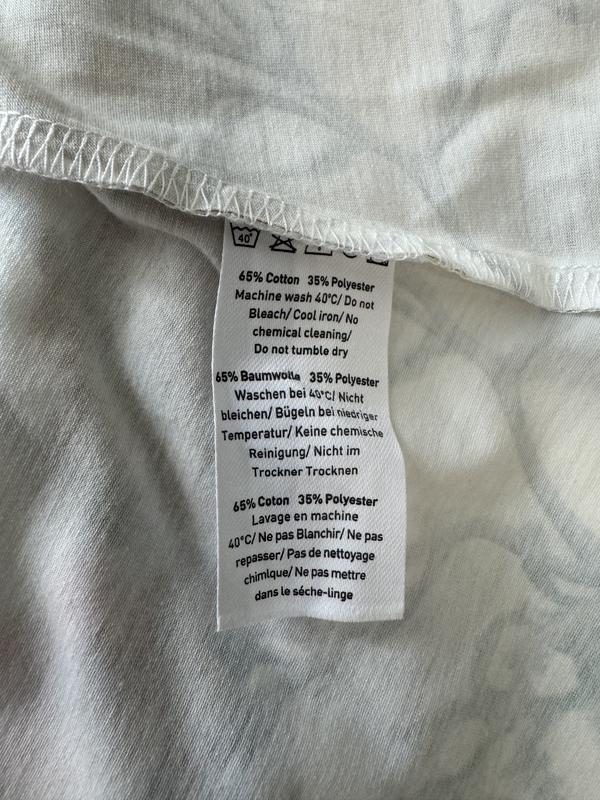 40°
65% Cotton 35% Polyester
Machine wash 40°C/ Do not
Bleach/ Cool iron/ No
chemical cleaning/
Do not tumble dry
65% Baumwolla 35% Polyester
Waschen bei 40°C/ Nicht
bleichen/ Bügeln bei niedriger
Temperatur/ Keine chemische
Reinigung/ Nicht im
Trockner Trocknen
65% Coton 35% Polyester
Lavage en machine
40°C/ Ne pas Blanchir/ Ne pas
repasser/ Pas de nettoyage
chimique/ Ne pas mettre
dans le séche-linge